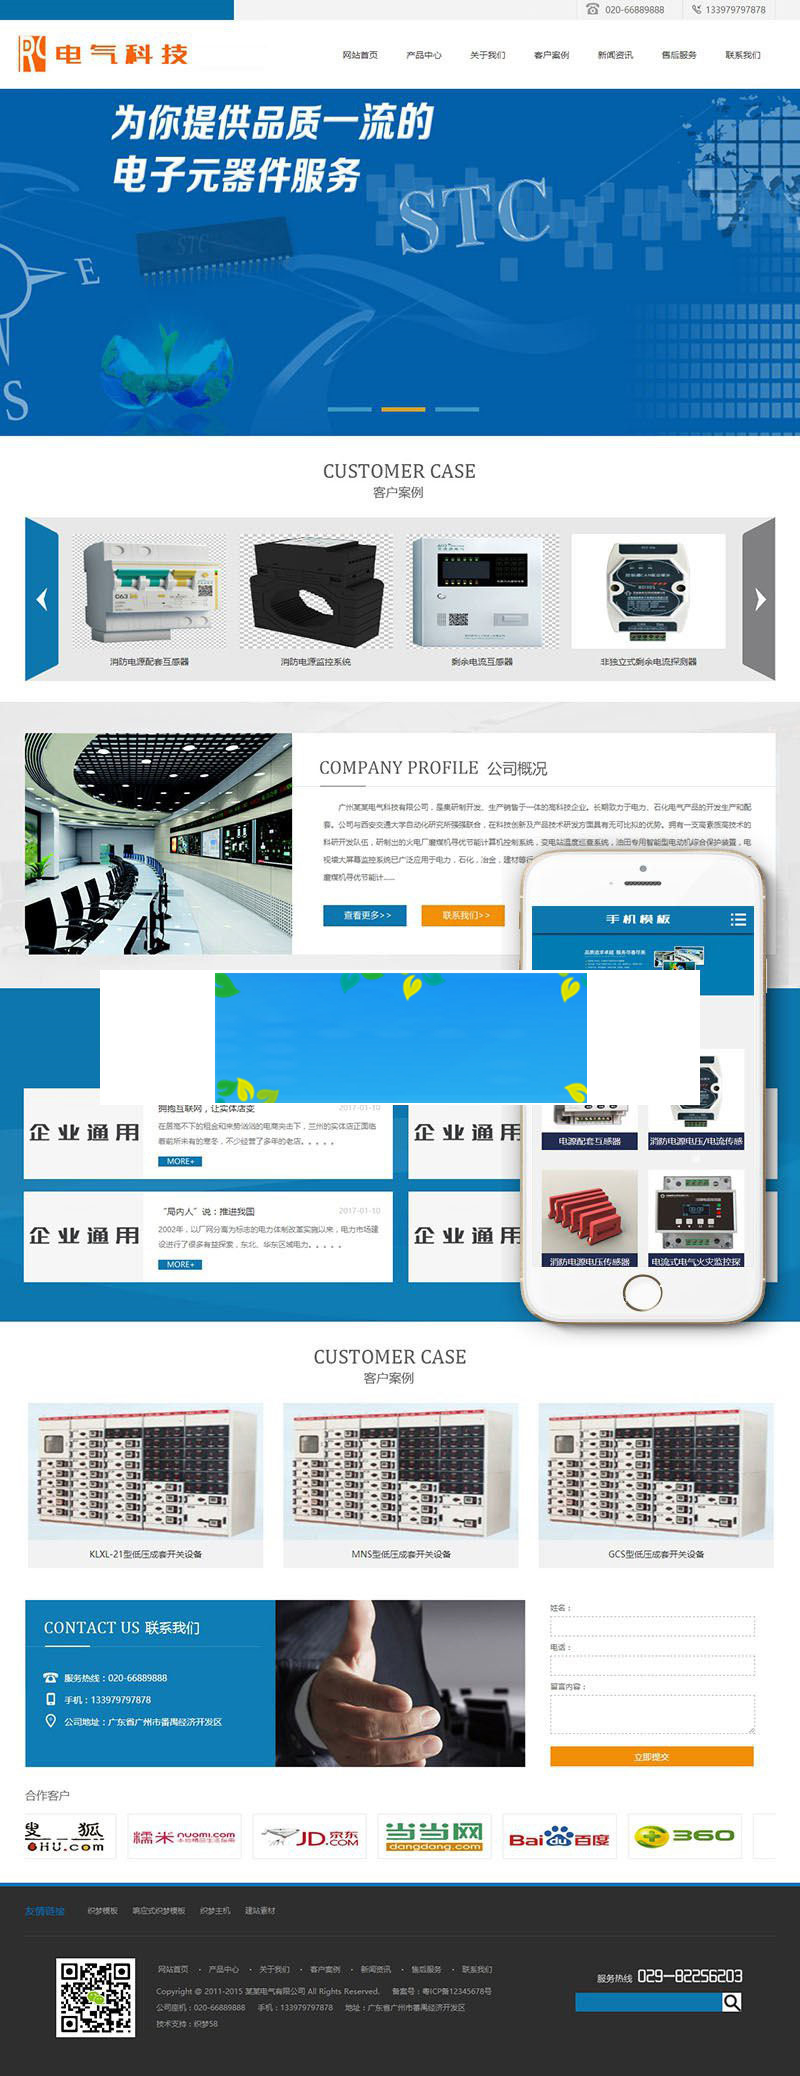 020-66889888
133979797878
电气科技
网站首页 产品中心 关于我们 客户案例 新闻资讯 售后服务 联系我们
为你提供品质一流的
电子元器件服务
STC
STC
E
S
CUSTOMER CASE
客户案例
消防电源配套互感器 消防电源监控系统 剩余电流互感器 非独立式剩余电流探测器
COMPANY PROFILE 公司概况
广州某某电气科技有限公司，是集研制开发、生产销售于一体的高科技企业。长期致力于电力、石化电气产品的开发生产和配
套。公司与西安交通大学自动化研究所强强联合，在科技创新及产品技术研发方面具有无可比拟的优势。拥有一支高素质高技术的
科研开发队伍，研制出的火电厂磨煤机寻优节能计算机控制系统，变电站温度巡查系统，油田专用智能型电动机综合保护装置，电
视墙大屏幕监控系统已广泛应用于电力，石化，冶金，建材等行
磨煤机寻优节能计......
查看更多>> 联系我们>>
手机模板
企业通用
拥抱互联网，让实体店变 2017-01-10
在居高不下的租金和来势汹汹的电商夹击下，兰州的实体店正面临
着前所未有的寒冬，不少经营了多年的老店。。。。。
MORE+
企业通用
企业通用
“局内人”说：推进我国 2017-01-10
2002年，以厂网分离为标志的电力体制改革实施以来，电力市场建
设进行了很多有益探索，东北、华东区域电力。。。。。
MORE+
企业通用
电源配套互感器 消防电源电压/电流传感
消防电源电压传感器 电流式电气火灾监控探
CUSTOMER CASE
客户案例
KLXL-21型低压成套开关设备 MNS型低压成套开关设备 GCS型低压成套开关设备
CONTACT US 联系我们
服务热线：020-66889888
手机：133979797878
公司地址：广东省广州市番禺经济开发区
姓名：
电话：
留言内容：
立即提交
合作客户
搜狐
OHU.com
糯米 nuomi.com
JD 京东
.COM
当当网
dangdang.com
Bai du 百度
360
友情链接 织梦模板 响应式织梦模板 织梦主机 建站素材
网站首页 · 产品中心 · 关于我们 · 客户案例 · 新闻资讯 · 售后服务 · 联系我们
Copyright @ 2011-2015 某某电气有限公司 All Rights Reserved. 备案号：粤ICP备12345678号
公司座机：020-66889888 手机：133979797878 地址：广东省广州市番禺经济开发区
技术支持：织梦58
服务热线 029-82256203